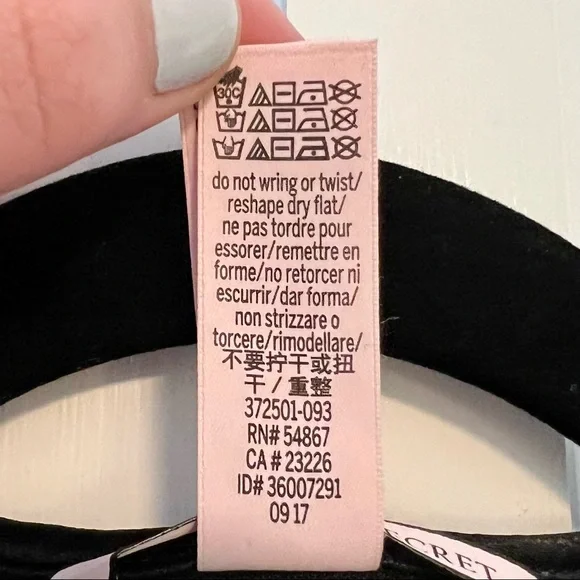 30C
do not wring or twist/
reshape dry flat/
ne pas tordre pour
essorer/remettre en
forme/no retorcer ni
escurrir/dar forma/
non strizzare o
torcere/rimodellare/
不要拧干或扭
干 / 重整
372501-093
RN# 54867
CA # 23226
ID# 36007291
09 17
ECRET